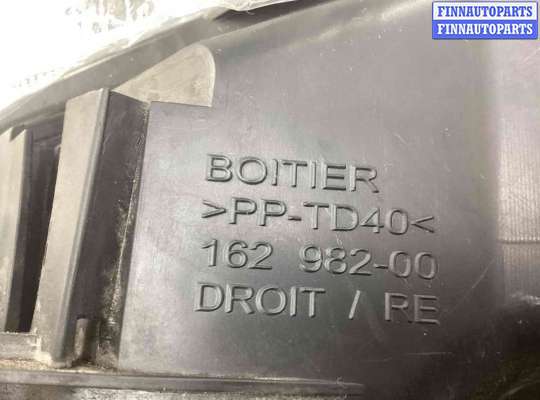 FINNAUTOPARTS
FINNAUTOPARTS
BOITIER
>PP-TD40<
162 982-00
DROIT / RE